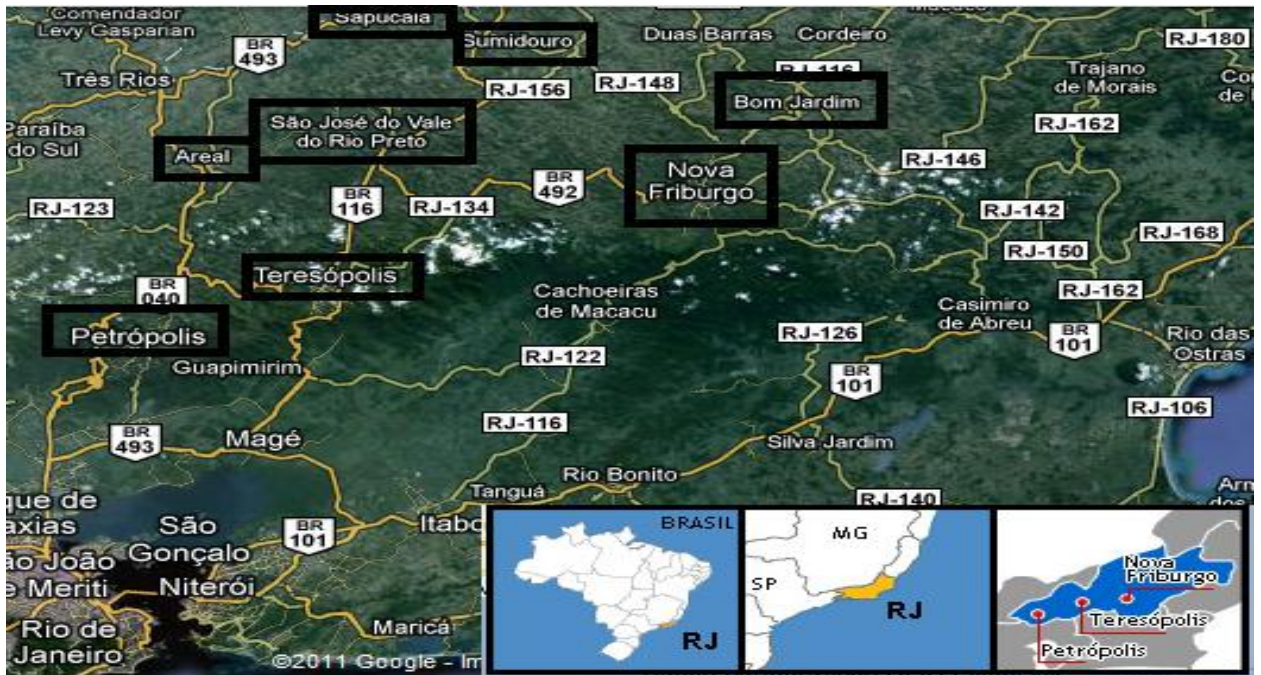 Comendador
Levy Gasparian
Sapucaia
Sumidouro
Duas Barras
Cordeiro
RJ-180
BR
493
Três Rios
RJ-156
RJ-148
RJ-116
Bom Jardim
Trajano
de Morais
Paraíba
do Sul
São José do Vale
do Rio Preto
RJ-162
Areal
Nova
Friburgo
RJ-146
BR
492
RJ-123
BR
116
RJ-134
RJ-142
RJ-150
RJ-168
Teresópolis
BR
040
Cachoeiras
de Macacu
RJ-162
Casimiro
de Abreu
Petrópolis
RJ-126
BR
101
Rio das
Ostras
Guapimirim
RJ-122
BR
101
RJ-106
BR
493
Magé
RJ-116
Silva Jardim
Rio Bonito
Tanguá
RJ-140
que de
axias
São
Gonçalo
BR
101
Itabo
ão João
e Meriti
Niterói
Rio de
Janeiro
Maricá
©2011 Google - Im
BRASIL
RJ
MG
SP
RJ
Nova
Friburgo
Teresópolis
Petrópolis